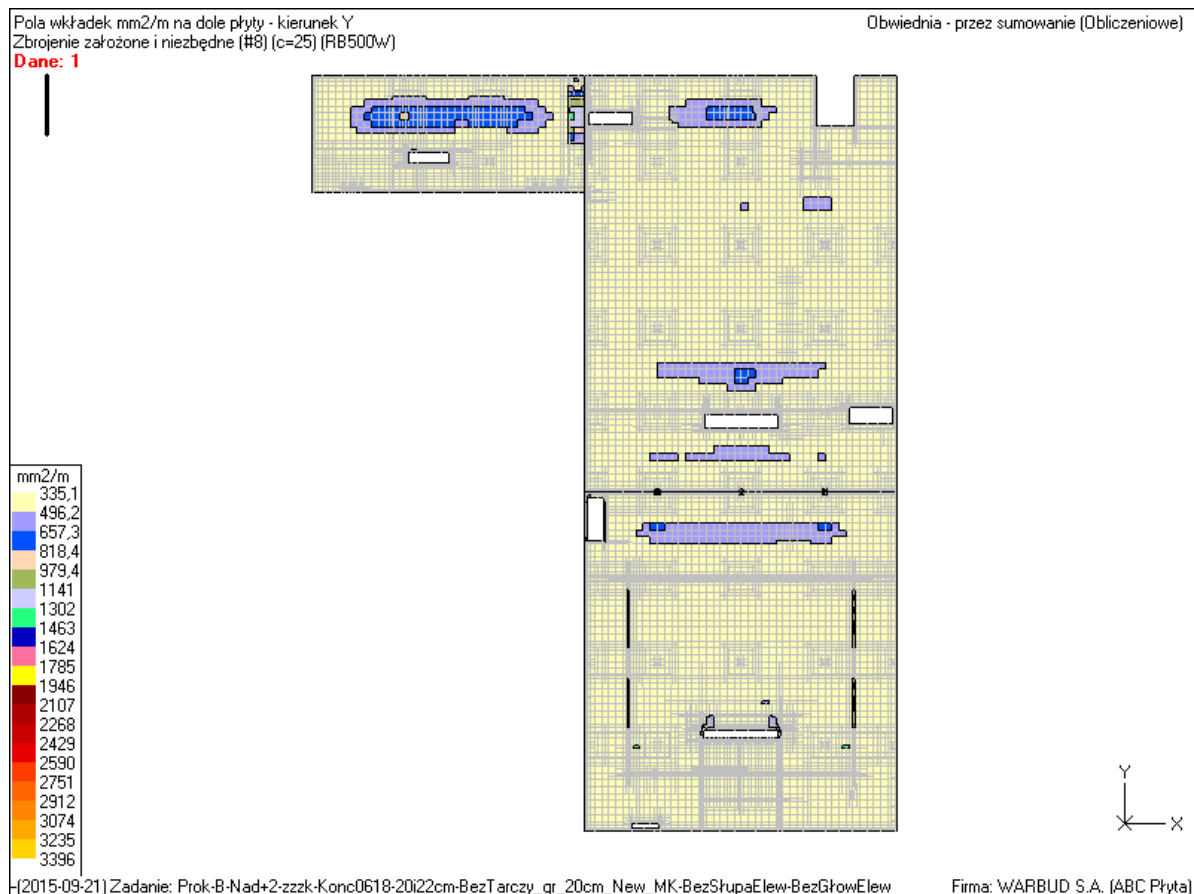 Pola wkładek mm2/m na dole płyty - kierunek Y
Obwiednia - przez sumowanie (Obliczeniowe)
Zbrojenie założone i niezbędne (#8) (c=25) (RB500W)
Dane: 1
mm2/m
335,1
496,2
657,3
818,4
979,4
1141
1302
1463
1624
1785
1946
2107
2268
2429
2590
2751
2912
3074
3235
3396
Y
X
-(2015-09-21) Zadanie: Prok-B-Nad+2-zzzk-Konc0618-20i22cm-BezTarczy_gr_20cm_New_MK-BezSłupaElew-BezGłowElew
Firma: WARBUD S.A. (ABC Płyta)